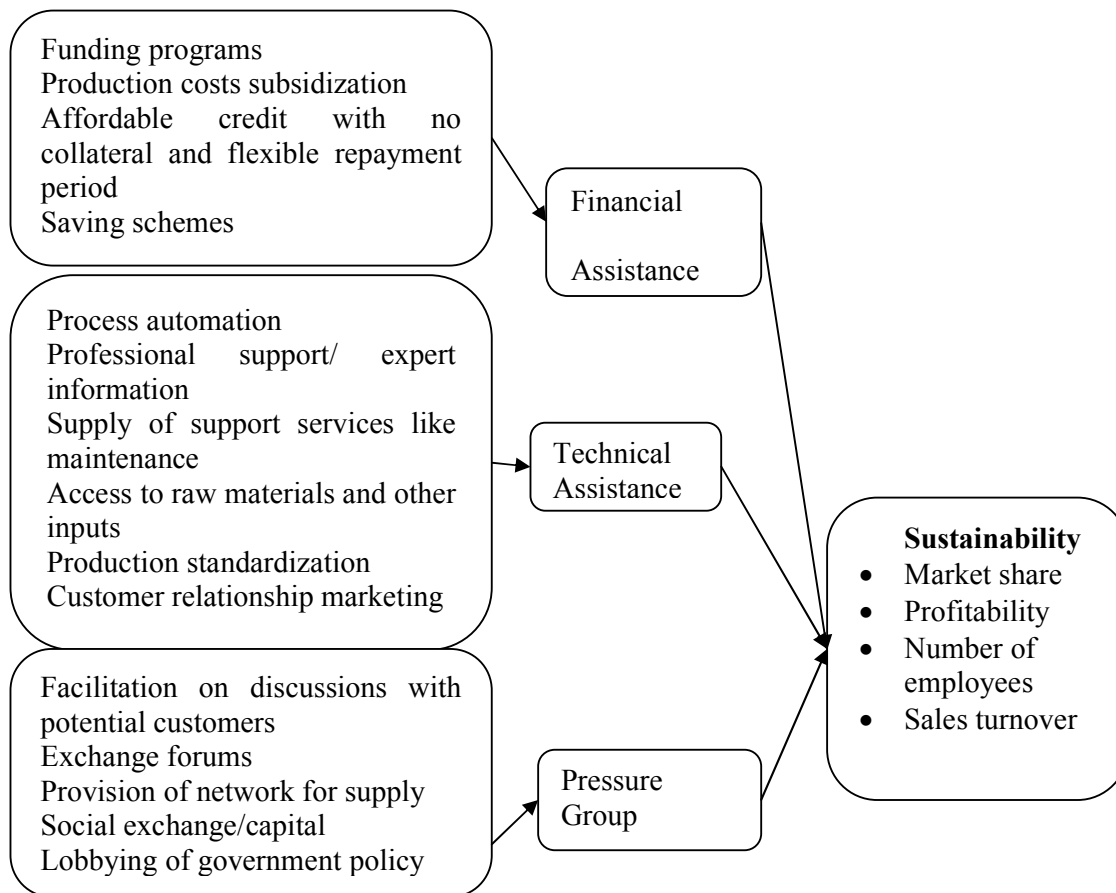 Funding programs
Production costs subsidization
Affordable credit with no
collateral and flexible repayment
period
Saving schemes
Financial
Assistance
Process automation
Professional support/ expert
information
Supply of support services like
maintenance
Access to raw materials and other
inputs
Production standardization
Customer relationship marketing
Technical
Assistance
Facilitation on discussions with
potential customers
Exchange forums
Provision of network for supply
Social exchange/capital
Lobbying of government policy
Pressure
Group
Sustainability
• Market share
• Profitability
• Number of
employees
• Sales turnover